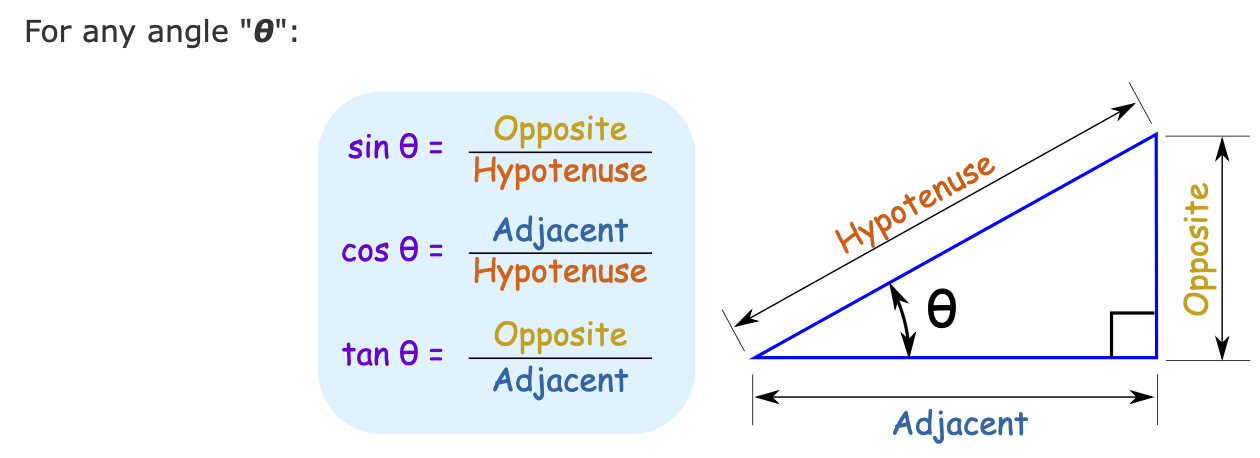 For any angle "θ":
sin θ = Opposite
Hypotenuse
cos θ = Adjacent
Hypotenuse
tan θ = Opposite
Adjacent
Hypotenuse
θ
Opposite
Adjacent